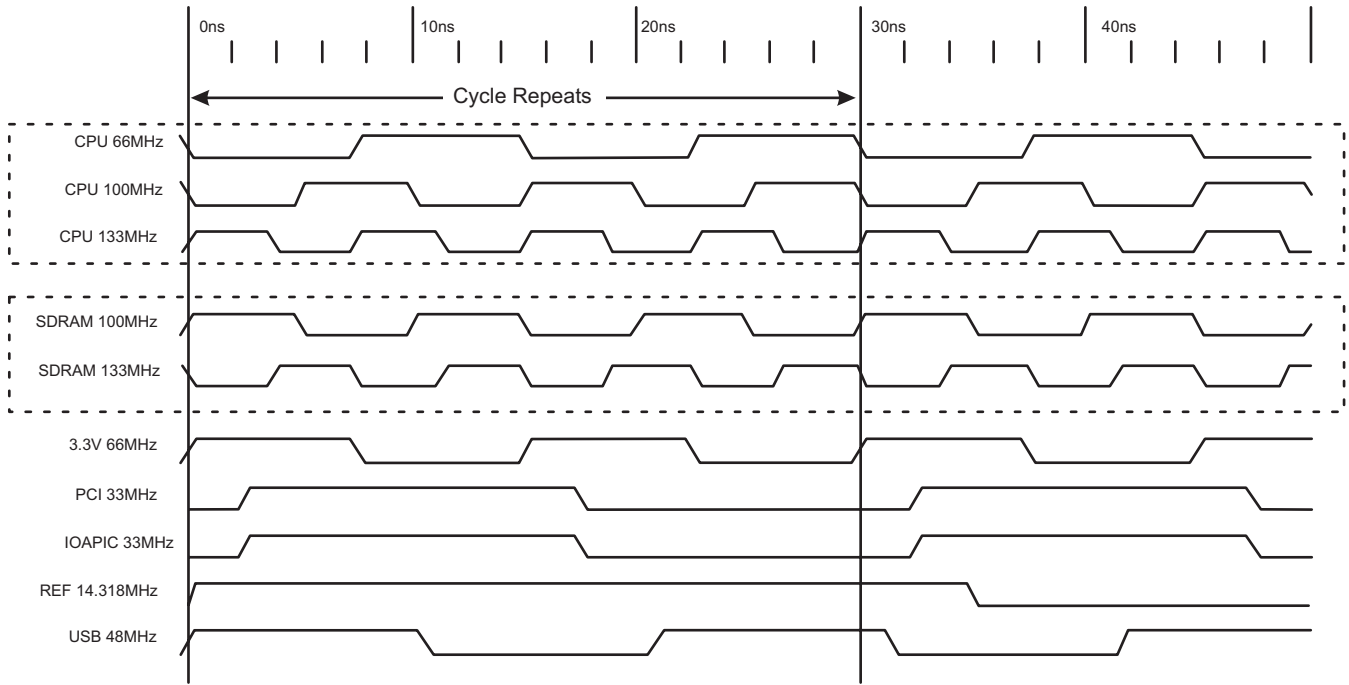 0ns 10ns 20ns 30ns 40ns
Cycle Repeats
CPU 66MHz
CPU 100MHz
CPU 133MHz
SDRAM 100MHz
SDRAM 133MHz
3.3V 66MHz
PCI 33MHz
IOAPIC 33MHz
REF 14.318MHz
USB 48MHz